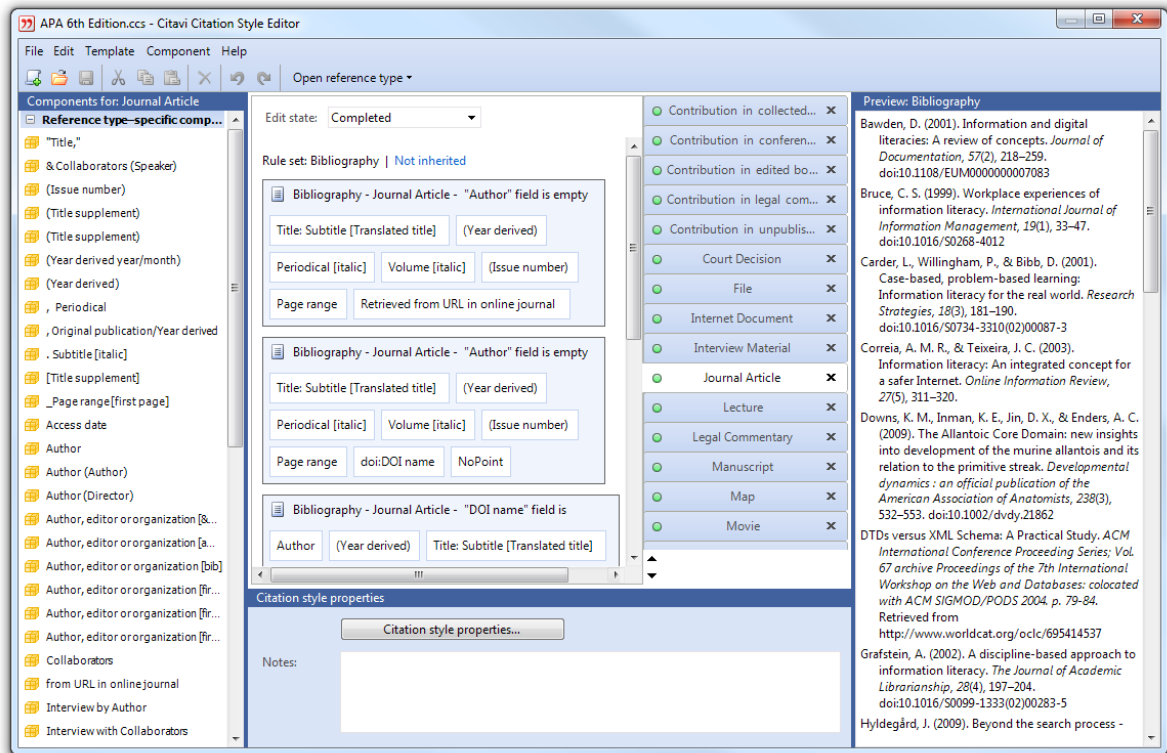 APA 6th Edition.ccs - Citavi Citation Style Editor
File Edit Template Component Help
Open reference type
Components for: Journal Article
Reference type–specific comp...
"Title,"
& Collaborators (Speaker)
(Issue number)
(Title supplement)
(Title supplement)
(Year derived year/month)
(Year derived)
, Periodical
, Original publication/Year derived
. Subtitle [italic]
[Title supplement]
_Page range[first page]
Access date
Author
Author (Author)
Author (Director)
Author, editor or organization [&...
Author, editor or organization [a...
Author, editor or organization [bib]
Author, editor or organization [fir...
Author, editor or organization [fir...
Author, editor or organization [fir...
Collaborators
from URL in online journal
Interview by Author
Interview with Collaborators
Edit state: Completed
Rule set: Bibliography | Not inherited
Bibliography - Journal Article - "Author" field is empty
Title: Subtitle [Translated title] (Year derived)
Periodical [italic] Volume [italic] (Issue number)
Page range Retrieved from URL in online journal
Bibliography - Journal Article - "Author" field is empty
Title: Subtitle [Translated title] (Year derived)
Periodical [italic] Volume [italic] (Issue number)
Page range doi:DOI name NoPoint
Bibliography - Journal Article - "DOI name" field is
Author (Year derived) Title: Subtitle [Translated title]
Contribution in collected...
Contribution in conferen...
Contribution in edited bo...
Contribution in legal com...
Contribution in unpublis...
Court Decision
File
Internet Document
Interview Material
Journal Article
Lecture
Legal Commentary
Manuscript
Map
Movie
Citation style properties
Citation style properties...
Notes:
Preview: Bibliography
Bawden, D. (2001). Information and digital
literacies: A review of concepts. Journal of
Documentation, 57(2), 218–259.
doi:10.1108/EUM0000000007083
Bruce, C. S. (1999). Workplace experiences of
information literacy. International Journal of
Information Management, 19(1), 33–47.
doi:10.1016/S0268-4012
Carder, L., Willingham, P., & Bibb, D. (2001).
Case-based, problem-based learning:
Information literacy for the real world. Research
Strategies, 18(3), 181–190.
doi:10.1016/S0734-3310(02)00087-3
Correia, A. M. R., & Teixeira, J. C. (2003).
Information literacy: An integrated concept for
a safer Internet. Online Information Review,
27(5), 311–320.
Downs, K. M., Inman, K. E., Jin, D. X., & Enders, A. C.
(2009). The Allantoic Core Domain: new insights
into development of the murine allantois and its
relation to the primitive streak. Developmental
dynamics : an official publication of the
American Association of Anatomists, 238(3),
532–553. doi:10.1002/dvdy.21862
DTDs versus XML Schema: A Practical Study. ACM
International Conference Proceeding Series; Vol.
67 archive Proceedings of the 7th International
Workshop on the Web and Databases: colocated
with ACM SIGMOD/PODS 2004. p. 79-84.
Retrieved from
http://www.worldcat.org/oclc/695414537
Grafstein, A. (2002). A discipline-based approach to
information literacy. The Journal of Academic
Librarianship, 28(4), 197–204.
doi:10.1016/S0099-1333(02)00283-5
Hyldegård, J. (2009). Beyond the search process -